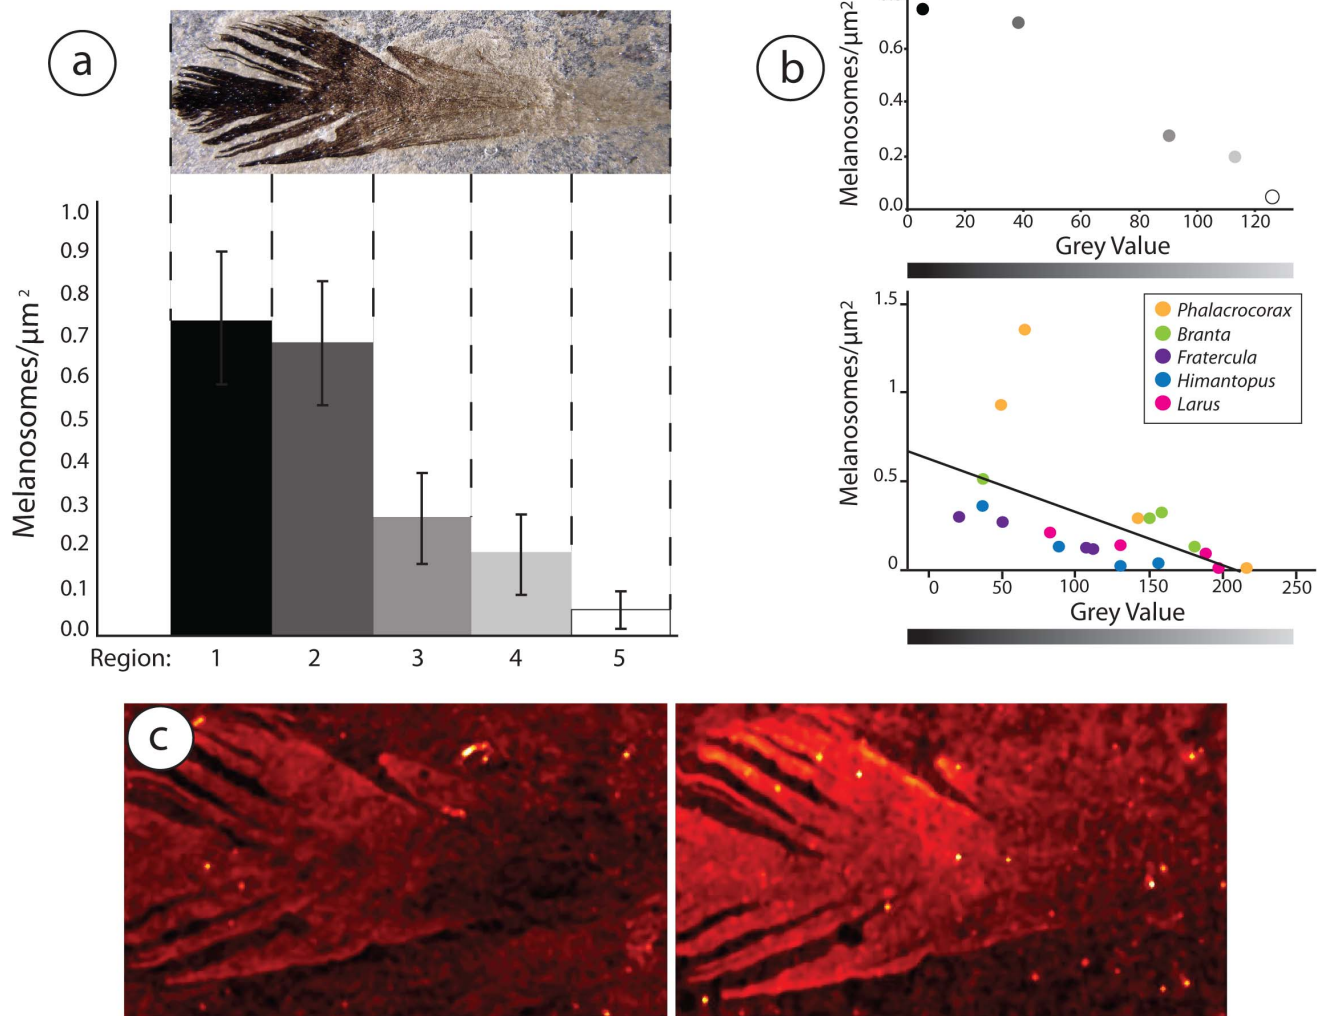 a
1.0
0.9
0.8
0.7
0.6
0.5
0.4
0.3
0.2
0.1
0.0
Melanosomes/μm²
Region: 1 2 3 4 5
b
Melanosomes/μm²
0.6
0.4
0.2
0.0
0 20 40 60 80 100 120
Grey Value
Melanosomes/μm²
1.5
1
0.5
0
Phalacrocorax
Branta
Fratercula
Himantopus
Larus
0 50 100 150 200 250
Grey Value
c